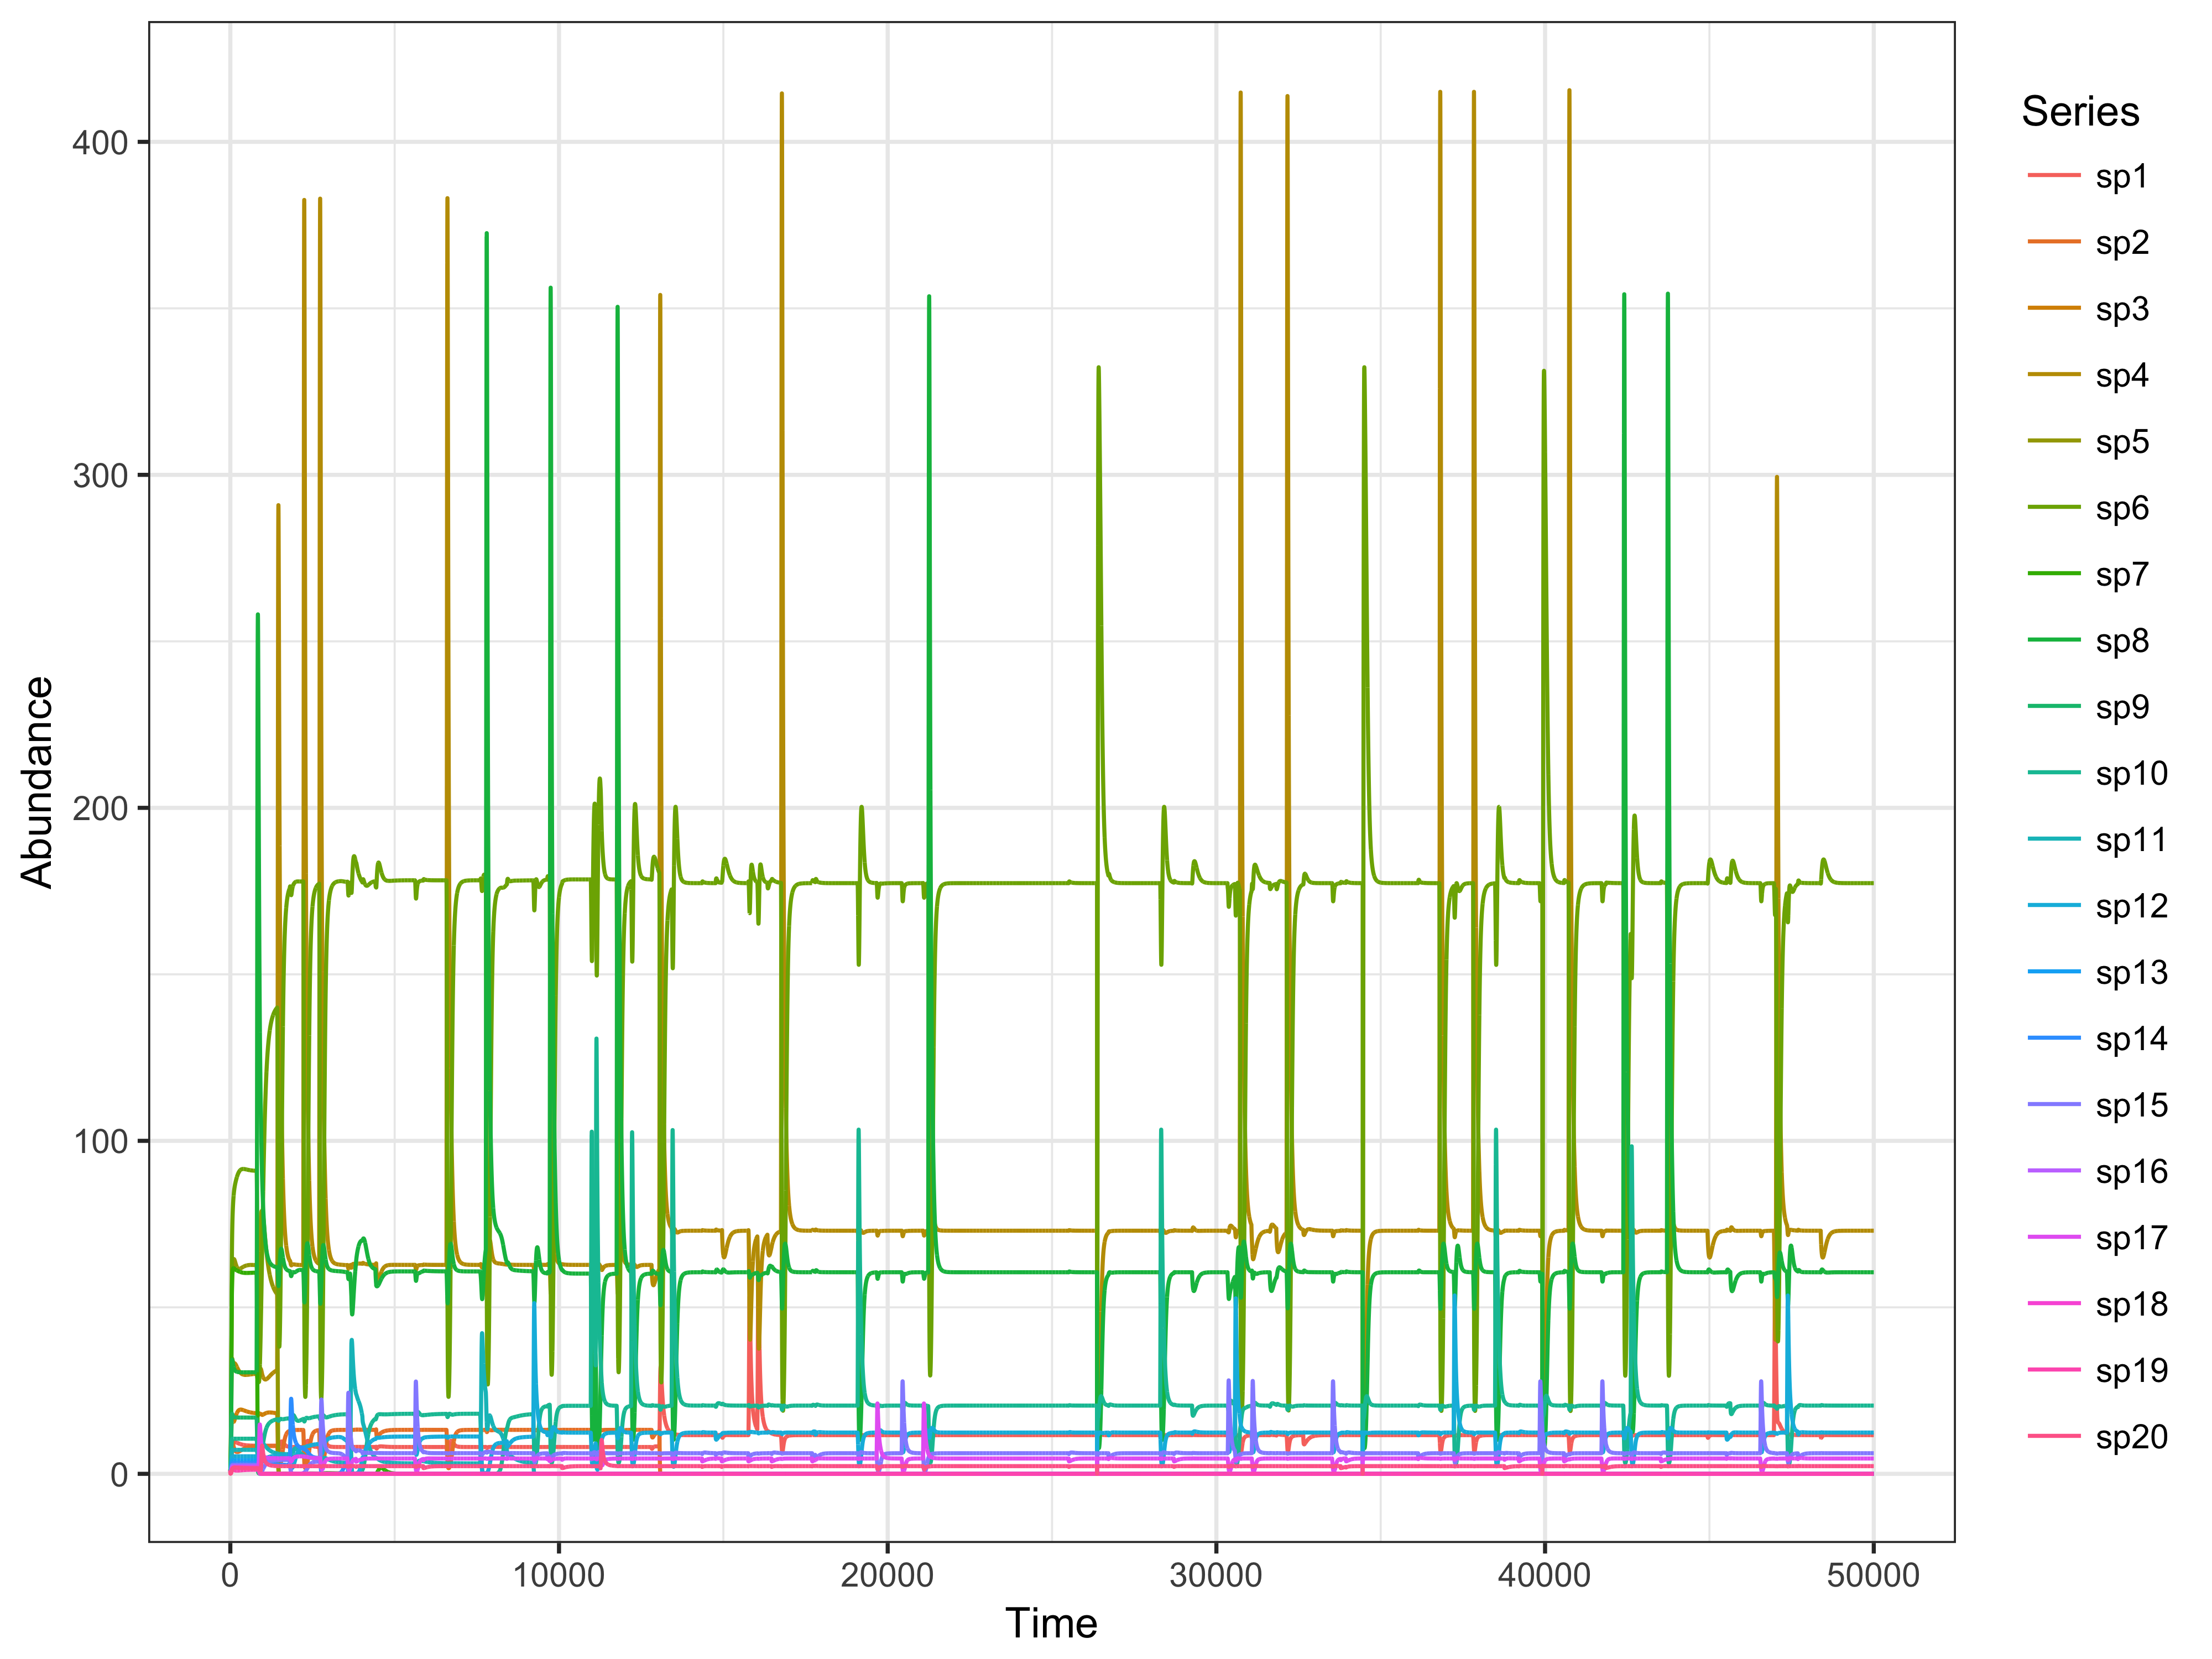 400
300
200
100
0
Abundance
0 10000 20000 30000 40000 50000
Time
Series
sp1
sp2
sp3
sp4
sp5
sp6
sp7
sp8
sp9
sp10
sp11
sp12
sp13
sp14
sp15
sp16
sp17
sp18
sp19
sp20